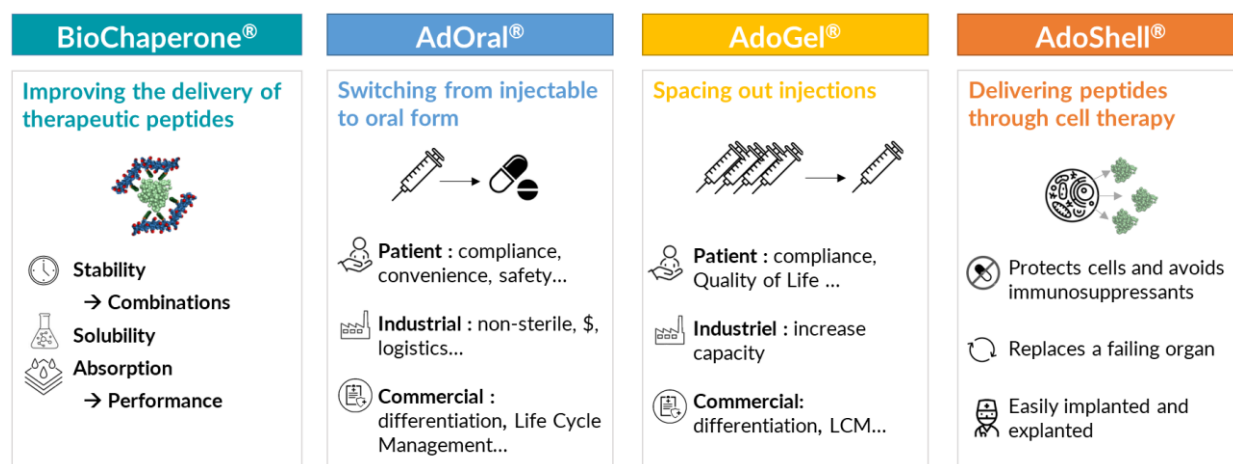 BioChaperone®
Improving the delivery of
therapeutic peptides
Stability
→ Combinations
Solubility
Absorption
→ Performance
AdOral®
Switching from injectable
to oral form
Patient : compliance,
convenience, safety...
Industrial : non-sterile, $,
logistics...
Commercial :
differentiation, Life Cycle
Management...
AdoGel®
Spacing out injections
Patient : compliance,
Quality of Life ...
Industriel : increase
capacity
Commercial:
differentiation, LCM...
AdoShell®
Delivering peptides
through cell therapy
Protects cells and avoids
immunosuppressants
Replaces a failing organ
Easily implanted and
explanted